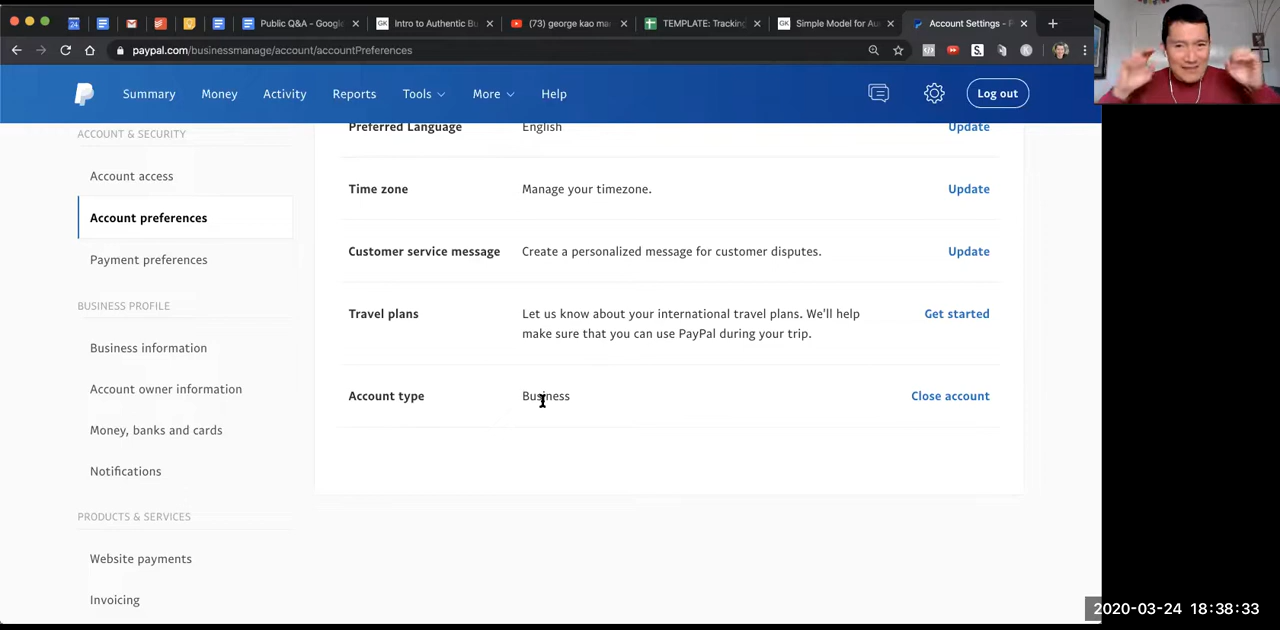 Public Q&A - Google
Intro to Authentic Bu
(73) george kao ma
TEMPLATE: Tracking
Simple Model for Au
Account Settings - P
paypal.com/businessmanage/account/accountPreferences
Summary
Money
Activity
Reports
Tools
More
Help
Log out
ACCOUNT & SECURITY
Account access
Account preferences
Payment preferences
BUSINESS PROFILE
Business information
Account owner information
Money, banks and cards
Notifications
PRODUCTS & SERVICES
Website payments
Invoicing
Preferred Language
English
Update
Time zone
Manage your timezone.
Update
Customer service message
Create a personalized message for customer disputes.
Update
Travel plans
Let us know about your international travel plans. We'll help
make sure that you can use PayPal during your trip.
Get started
Account type
Business
Close account
2020-03-24 18:38:33